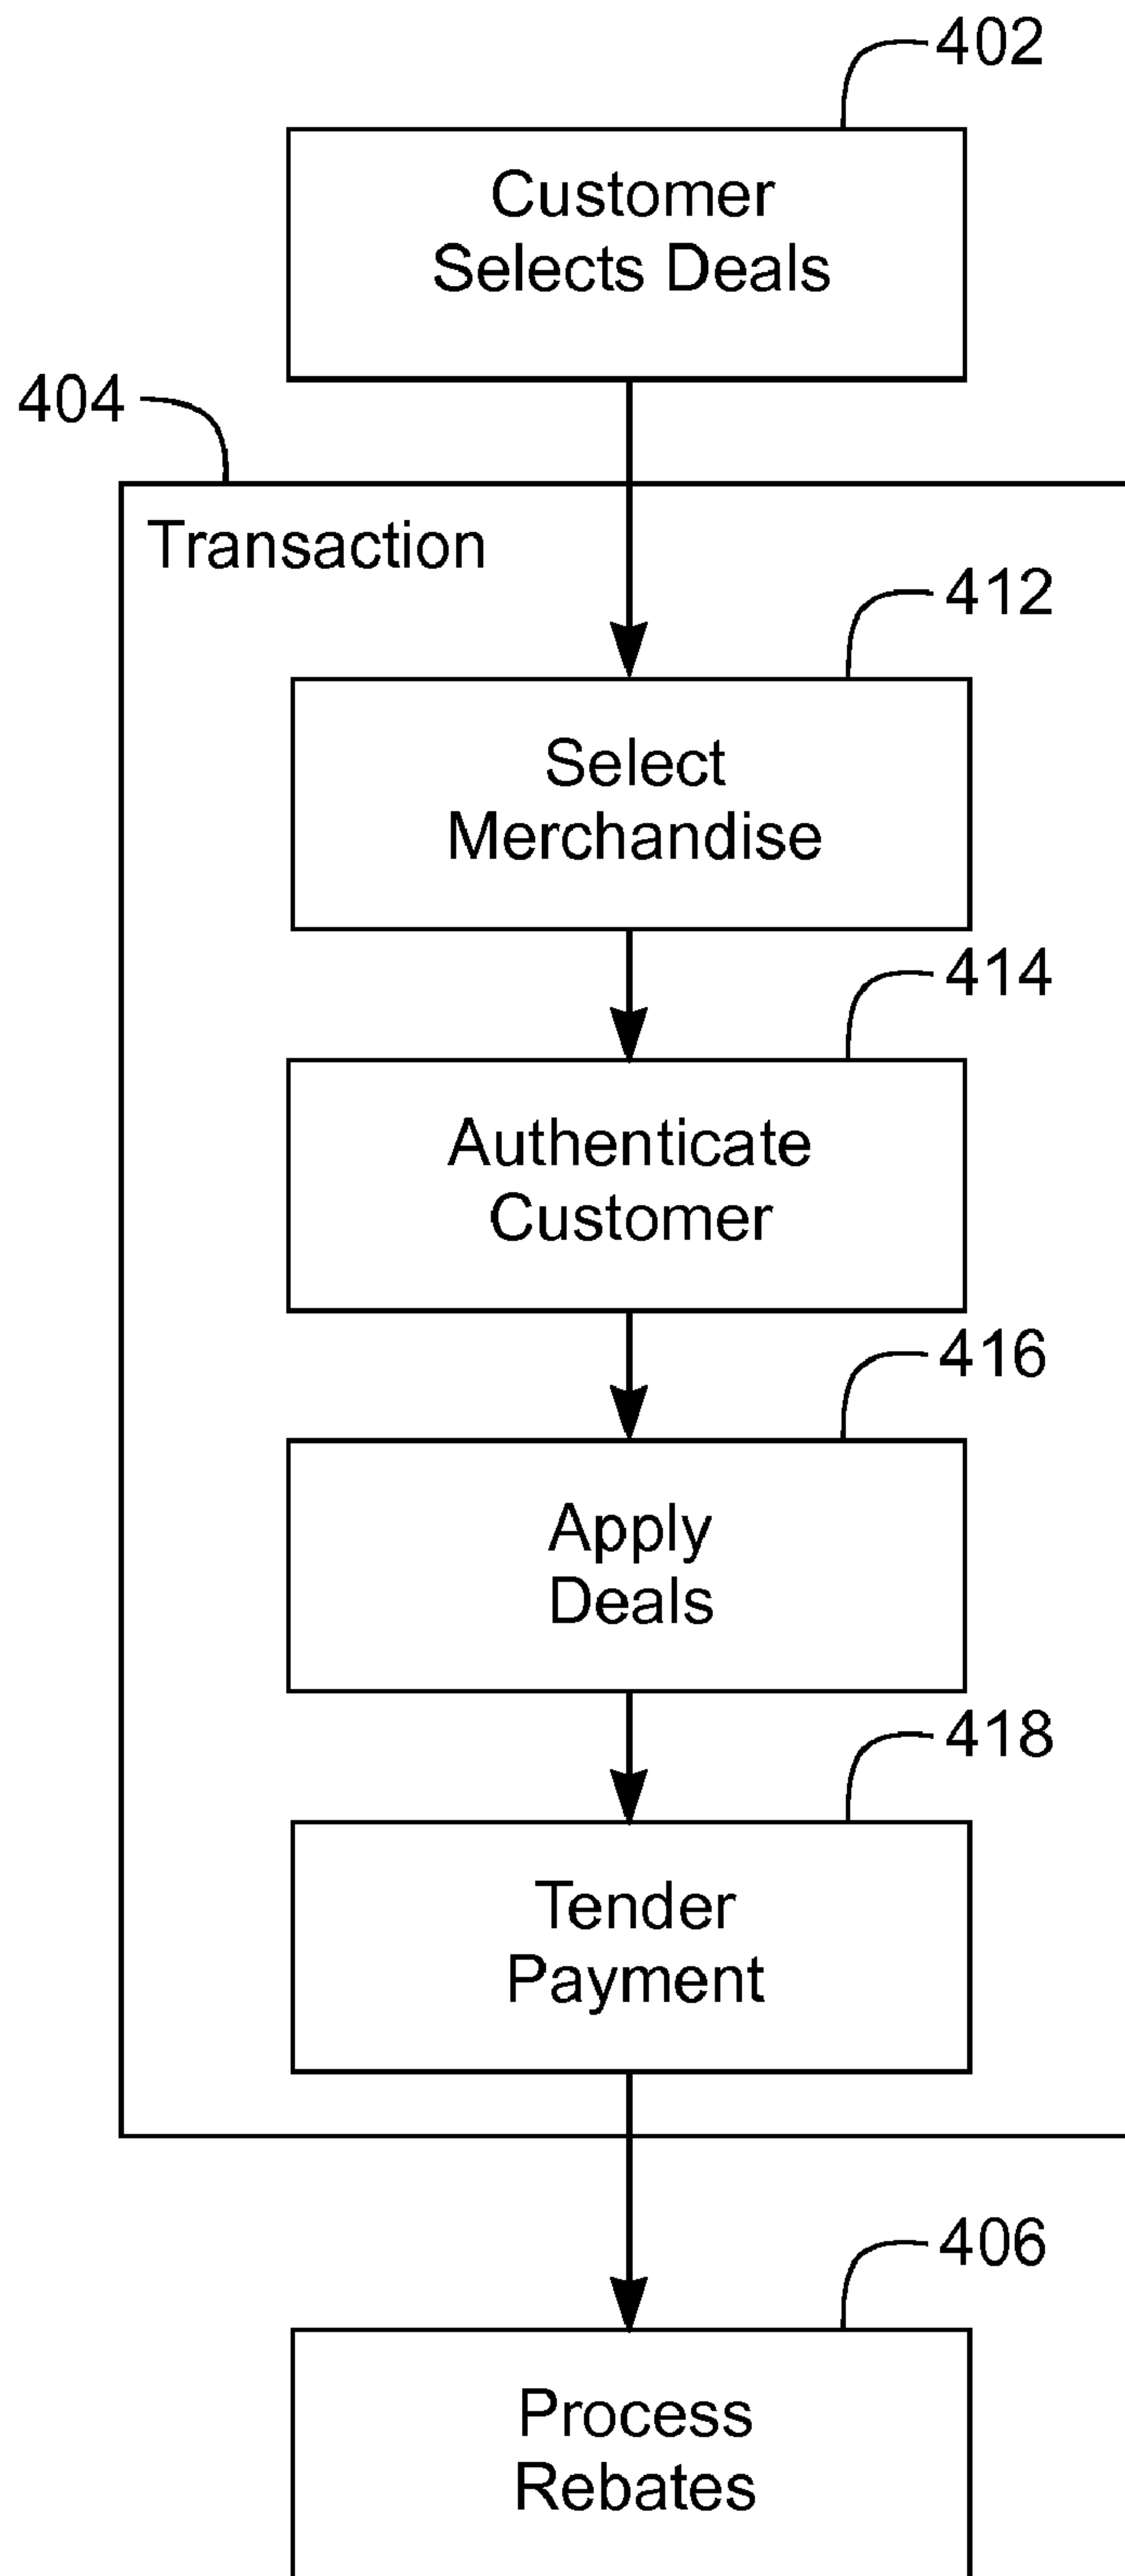 402
Customer
Selects Deals
404
Transaction
412
Select
Merchandise
414
Authenticate
Customer
416
Apply
Deals
418
Tender
Payment
406
Process
Rebates